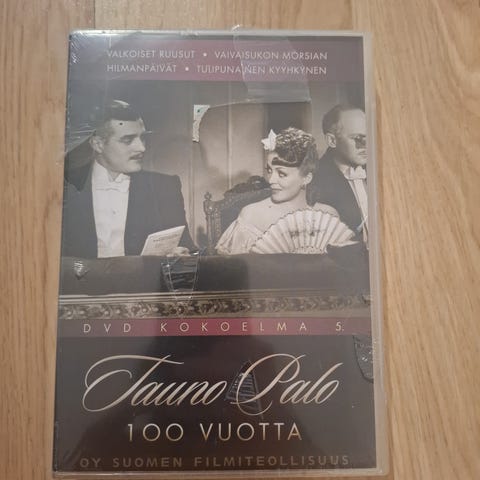 VALKOISET RUUSUT • VAIVAISUKON MORSIAN
HILMANPÄIVÄT • TULIPUNAINEN KYYHKYNEN
DVD KOKOELMA 5.
Tauno Palo
100 VUOTTA
OY SUOMEN FILMITEOLLISUUS